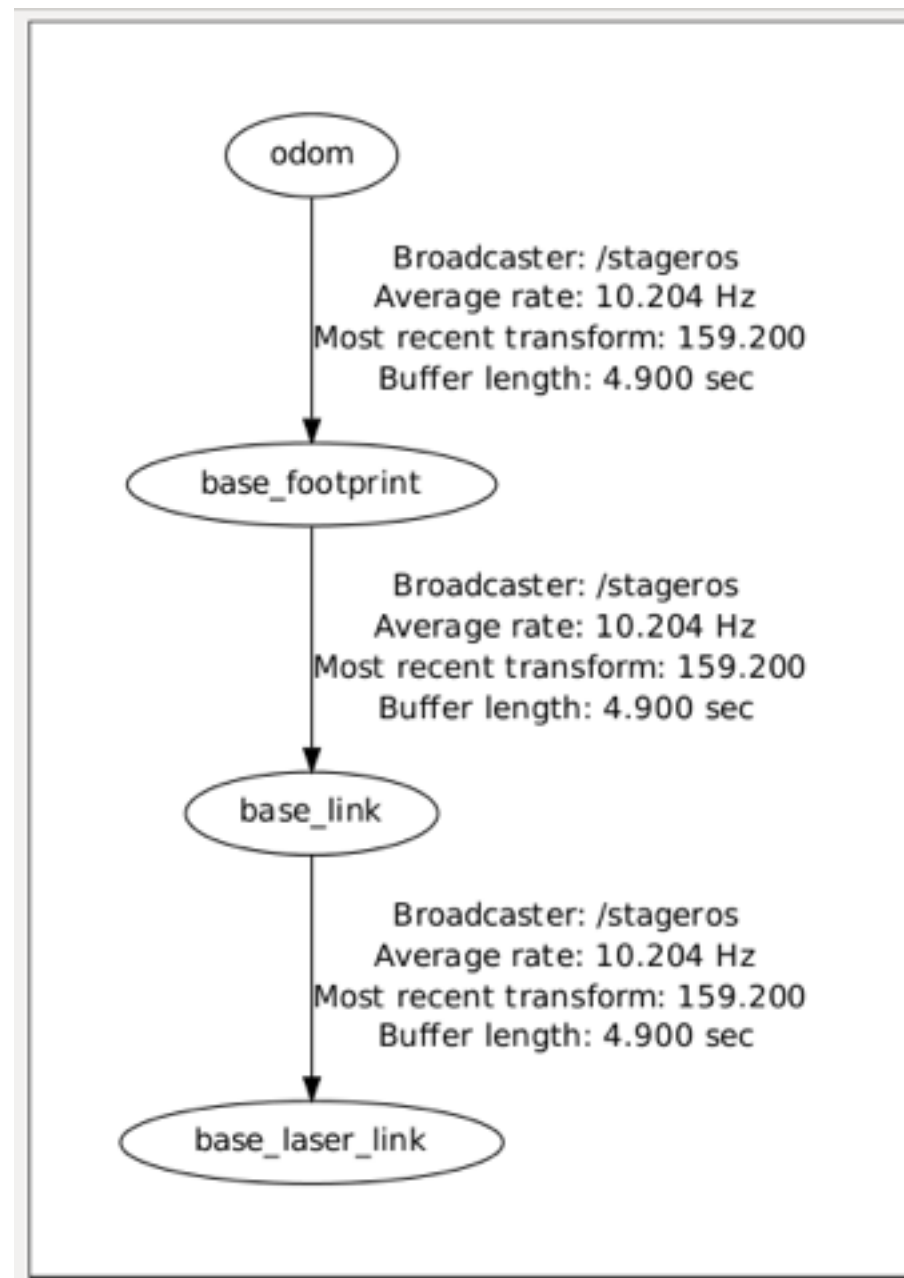 odom
Broadcaster: /stageros
Average rate: 10.204 Hz
Most recent transform: 159.200
Buffer length: 4.900 sec
base_footprint
Broadcaster: /stageros
Average rate: 10.204 Hz
Most recent transform: 159.200
Buffer length: 4.900 sec
base_link
Broadcaster: /stageros
Average rate: 10.204 Hz
Most recent transform: 159.200
Buffer length: 4.900 sec
base_laser_link